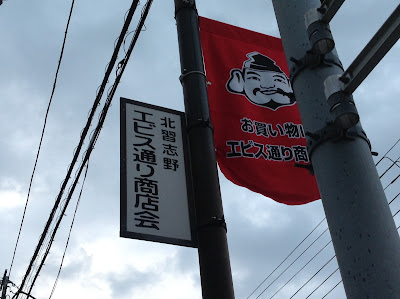 北習志野
エビス通り商店会
お買い物は
エビス通り商